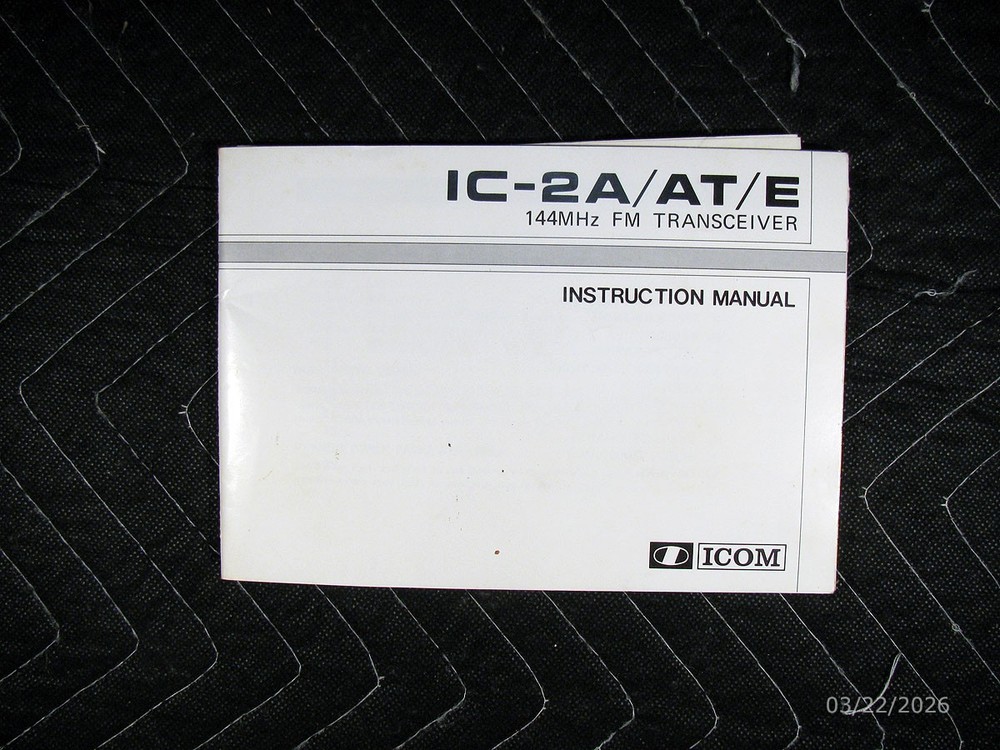 IC-2A/AT/E
144MHz FM TRANSCEIVER
INSTRUCTION MANUAL
ICOM
03/22/2026